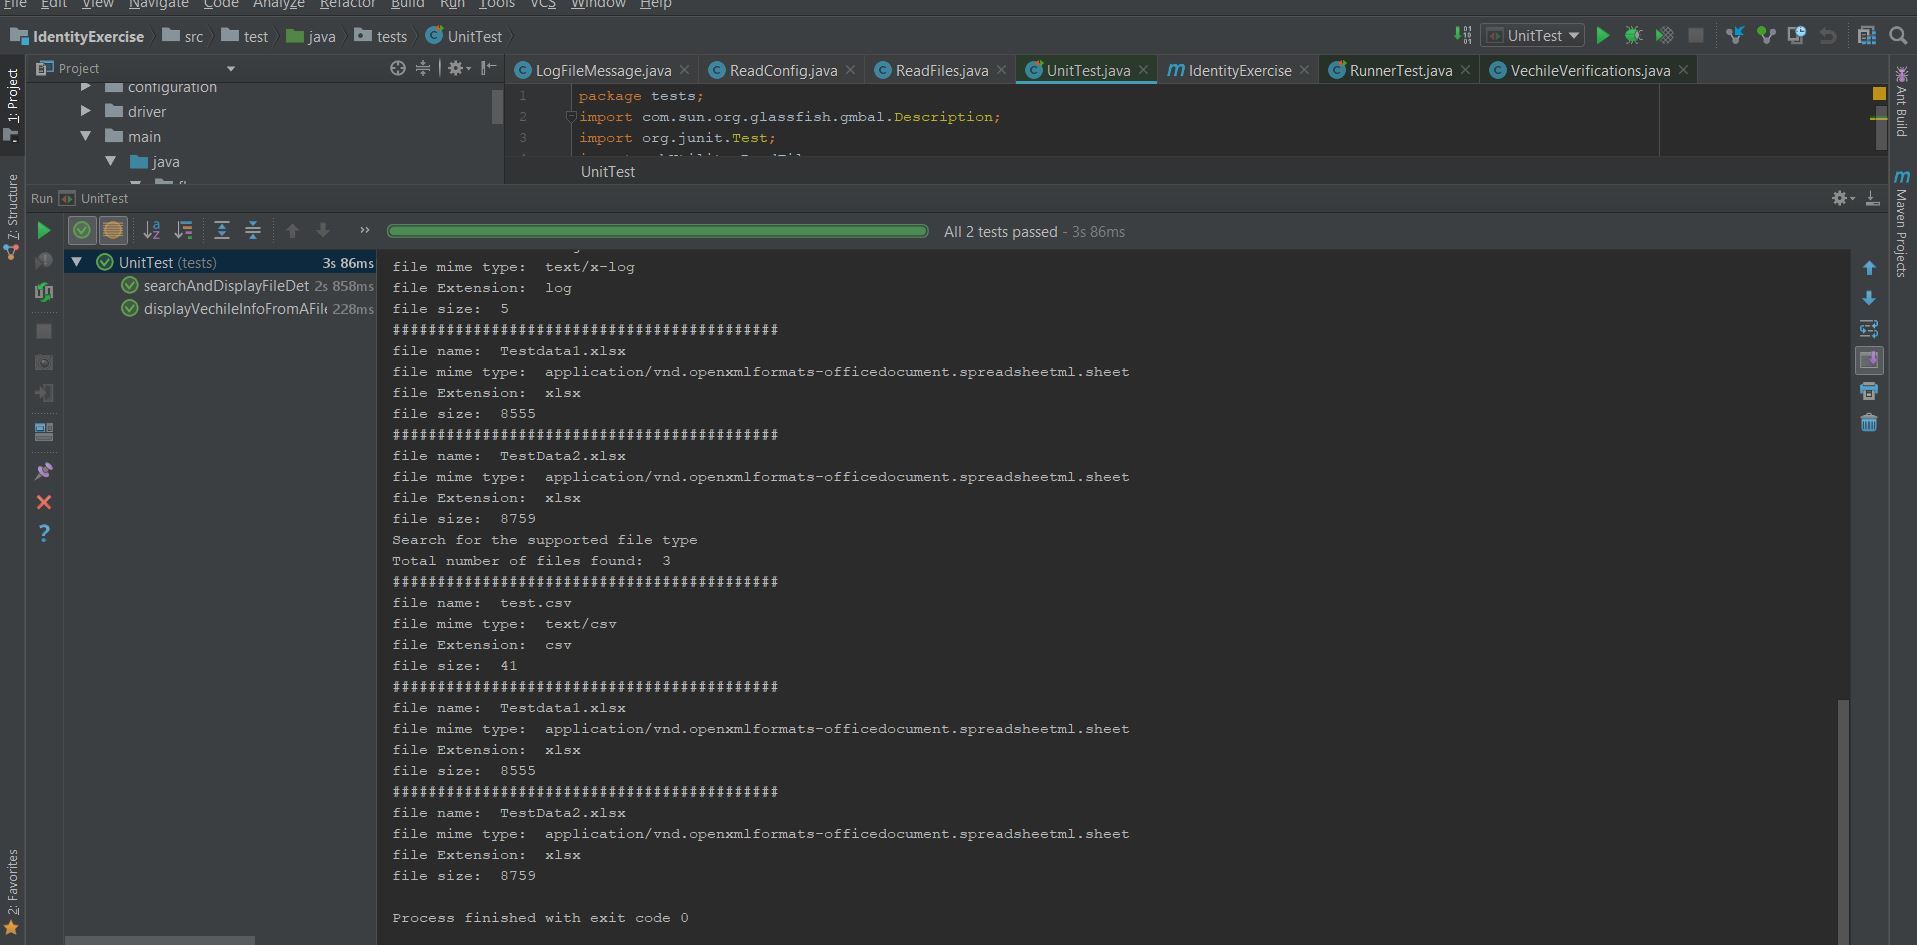 File Edit View Navigate Code Analyze Refactor Build Run Tools VCS Window Help
IdentityExercise src test java tests UnitTest
UnitTest
1: Project
Z: Structure
2: Favorites
Project
configuration
driver
main
java
LogFileMessage.java ReadConfig.java ReadFiles.java UnitTest.java IdentityExercise RunnerTest.java VechileVerifications.java
1 package tests;
2 import com.sun.org.glassfish.gmbal.Description;
3 import org.junit.Test;
UnitTest
Ant Build
Maven Projects
Run UnitTest
All 2 tests passed - 3s 86ms
UnitTest (tests) 3s 86ms
searchAndDisplayFileDet 2s 858ms
displayVechileInfoFromAFile 228ms
file mime type: text/x-log
file Extension: log
file size: 5
###########################################
file name: Testdata1.xlsx
file mime type: application/vnd.openxmlformats-officedocument.spreadsheetml.sheet
file Extension: xlsx
file size: 8555
###########################################
file name: TestData2.xlsx
file mime type: application/vnd.openxmlformats-officedocument.spreadsheetml.sheet
file Extension: xlsx
file size: 8759
Search for the supported file type
Total number of files found: 3
###########################################
file name: test.csv
file mime type: text/csv
file Extension: csv
file size: 41
###########################################
file name: Testdata1.xlsx
file mime type: application/vnd.openxmlformats-officedocument.spreadsheetml.sheet
file Extension: xlsx
file size: 8555
###########################################
file name: TestData2.xlsx
file mime type: application/vnd.openxmlformats-officedocument.spreadsheetml.sheet
file Extension: xlsx
file size: 8759
Process finished with exit code 0